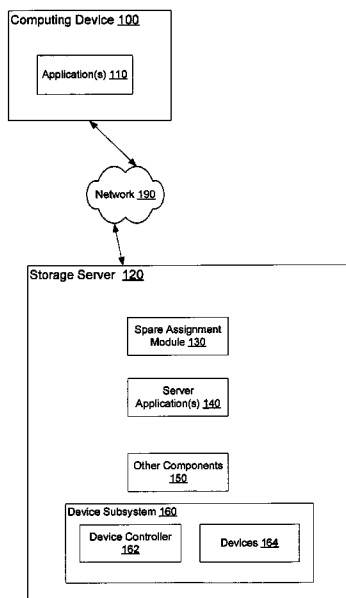 Computing Device 100
Application(s) 110
Network 190
Storage Server 120
Spare Assignment
Module 130
Server
Application(s) 140
Other Components
150
Device Subsystem 160
Device Controller
162
Devices 164